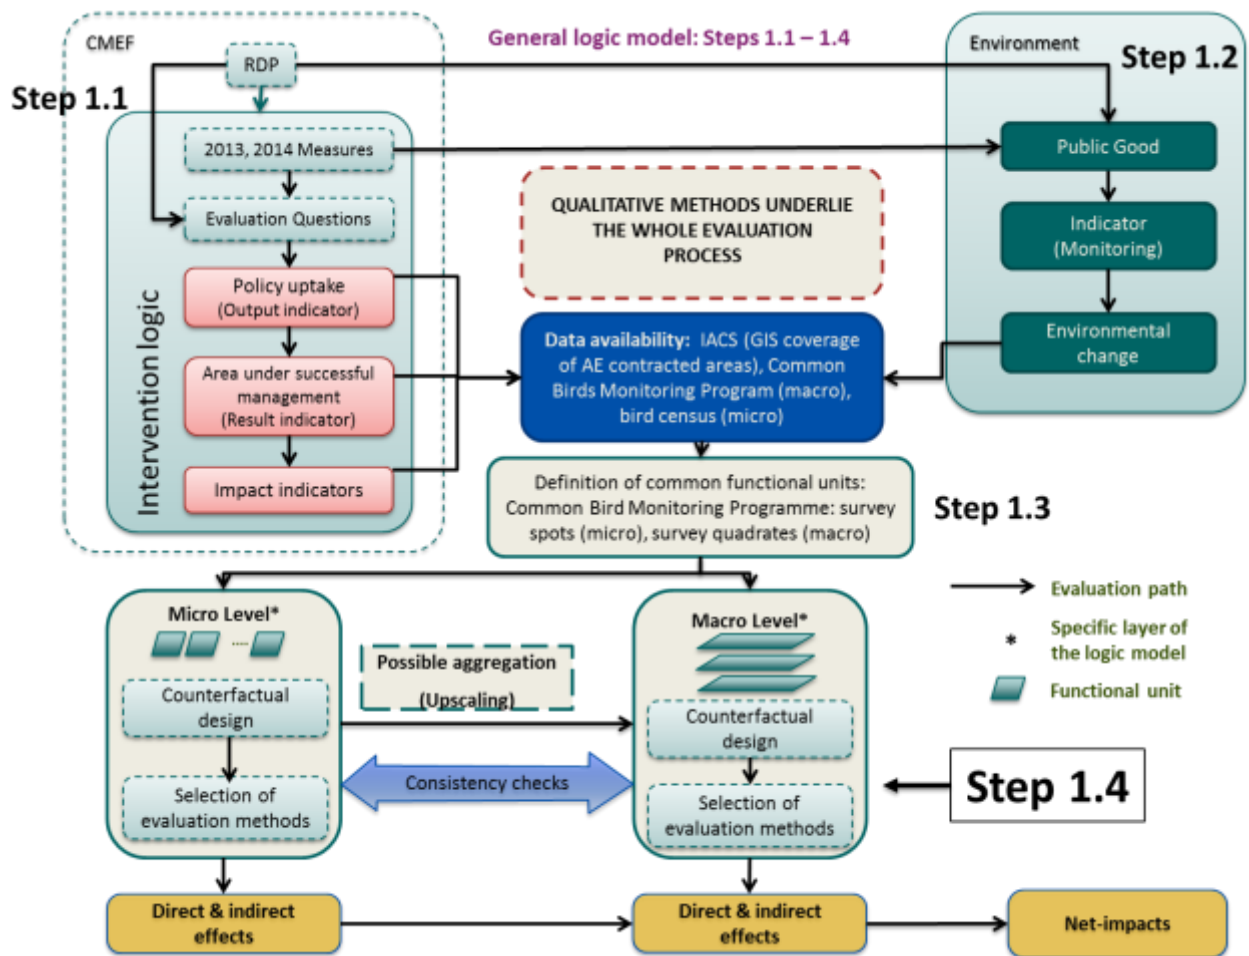 CMEF
General logic model: Steps 1.1 – 1.4
Environment
Step 1.1
RDP
Step 1.2
Intervention logic
2013, 2014 Measures
Evaluation Questions
Policy uptake
(Output indicator)
Area under successful
management
(Result indicator)
Impact indicators
QUALITATIVE METHODS UNDERLIE
THE WHOLE EVALUATION
PROCESS
Public Good
Indicator
(Monitoring)
Environmental
change
Data availability: IACS (GIS coverage
of AE contracted areas), Common
Birds Monitoring Program (macro),
bird census (micro)
Definition of common functional units:
Common Bird Monitoring Programme: survey
spots (micro), survey quadrates (macro)
Step 1.3
Micro Level*
....
Counterfactual
design
Selection of
evaluation methods
Possible aggregation
(Upscaling)
Consistency checks
Macro Level*
Counterfactual
design
Selection of
evaluation methods
Evaluation path
*
Specific layer of
the logic model
Functional unit
Step 1.4
Direct & indirect
effects
Direct & indirect
effects
Net-impacts